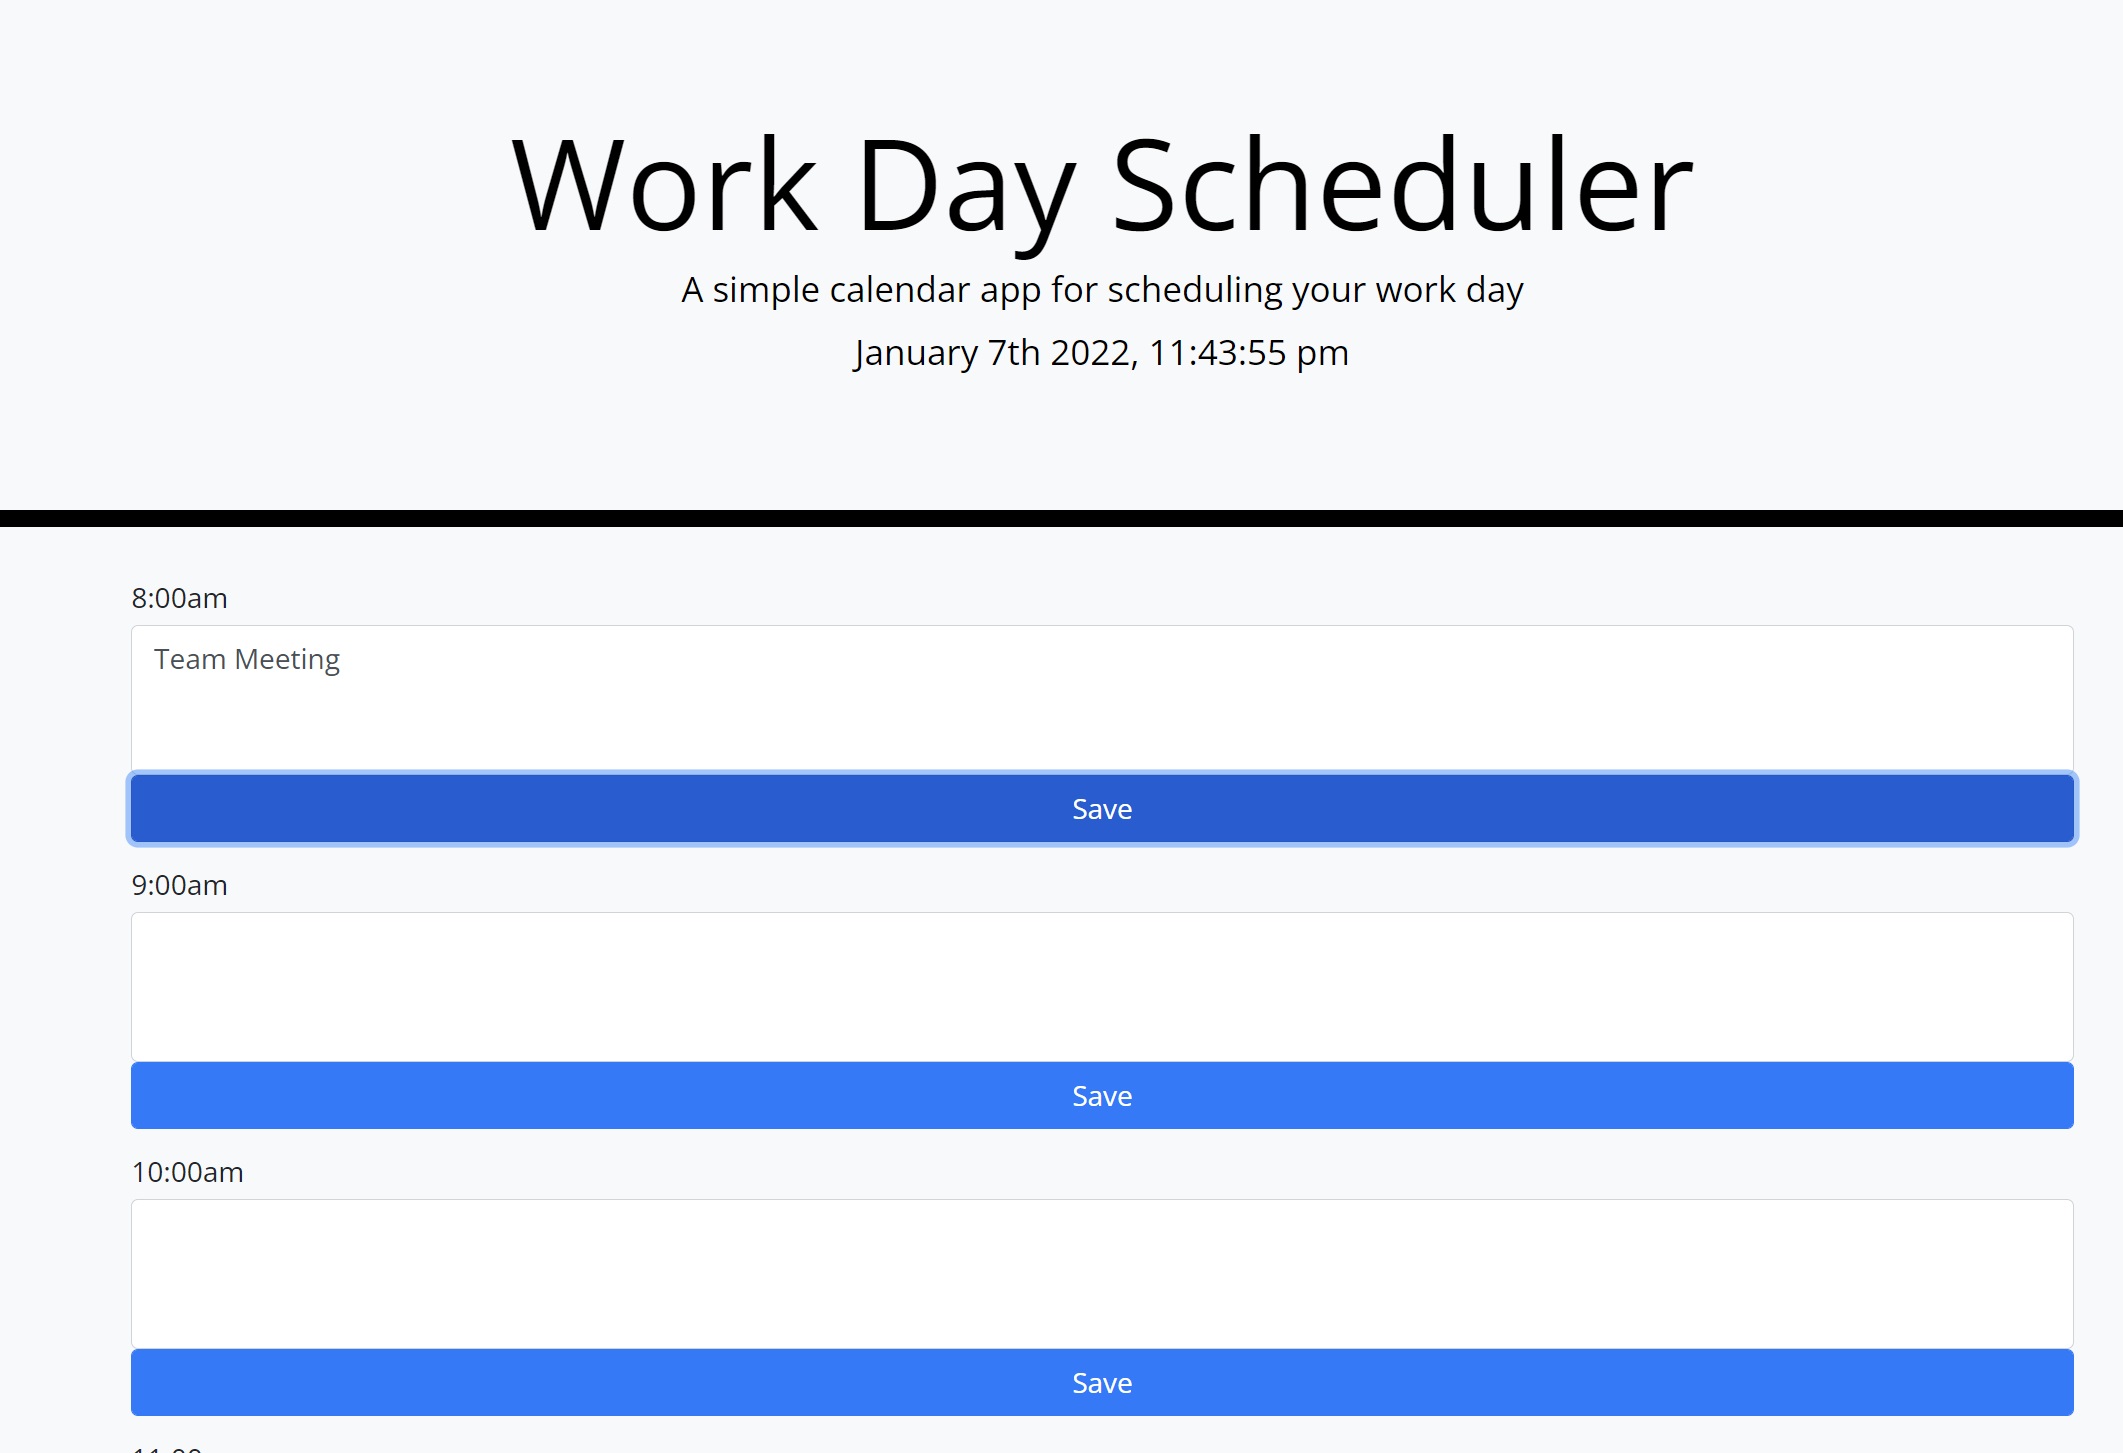 Work Day Scheduler
A simple calendar app for scheduling your work day
January 7th 2022, 11:43:55 pm
8:00am
Team Meeting
Save
9:00am
Save
10:00am
Save